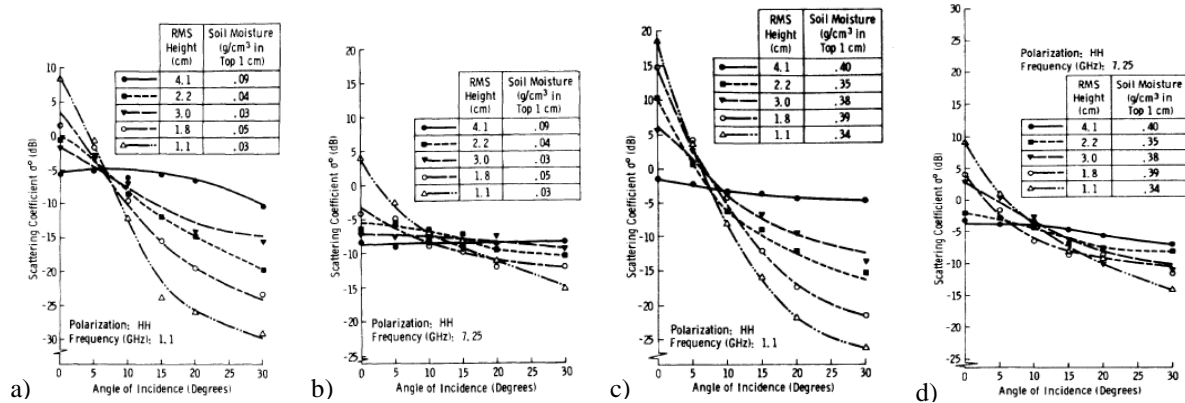 RMS Height (cm) Soil Moisture (g/cm³ in Top 1 cm)
4.1 .09
2.2 .04
3.0 .03
1.8 .05
1.1 .03
10
5
0
-5
-10
-15
-20
-25
-30
Scattering Coefficient σ° (dB)
Polarization: HH
Frequency (GHz): 1.1
0 5 10 15 20 25 30
Angle of Incidence (Degrees)
a)
20
15
10
5
0
-5
-10
-15
-20
-25
RMS Height (cm) Soil Moisture (g/cm³ in Top 1 cm)
4.1 .09
2.2 .04
3.0 .03
1.8 .05
1.1 .03
Scattering Coefficient σ° (dB)
Polarization: HH
Frequency (GHz): 7.25
0 5 10 15 20 25 30
Angle of Incidence (Degrees)
b)
20
15
10
5
0
-5
-10
-15
-20
-25
RMS Height (cm) Soil Moisture (g/cm³ in Top 1 cm)
4.1 .40
2.2 .35
3.0 .38
1.8 .39
1.1 .34
Scattering Coefficient σ° (dB)
Polarization: HH
Frequency (GHz): 1.1
0 5 10 15 20 25 30
Angle of Incidence (Degrees)
c)
30
25
20
15
10
5
0
-5
-10
-15
-20
-25
Polarization: HH
Frequency (GHz): 7.25
RMS Height (cm) Soil Moisture (g/cm³ in Top 1 cm)
4.1 .40
2.2 .35
3.0 .38
1.8 .39
1.1 .34
Scattering Coefficient σ° (dB)
0 5 10 15 20 25 30
Angle of Incidence (Degrees)
d)